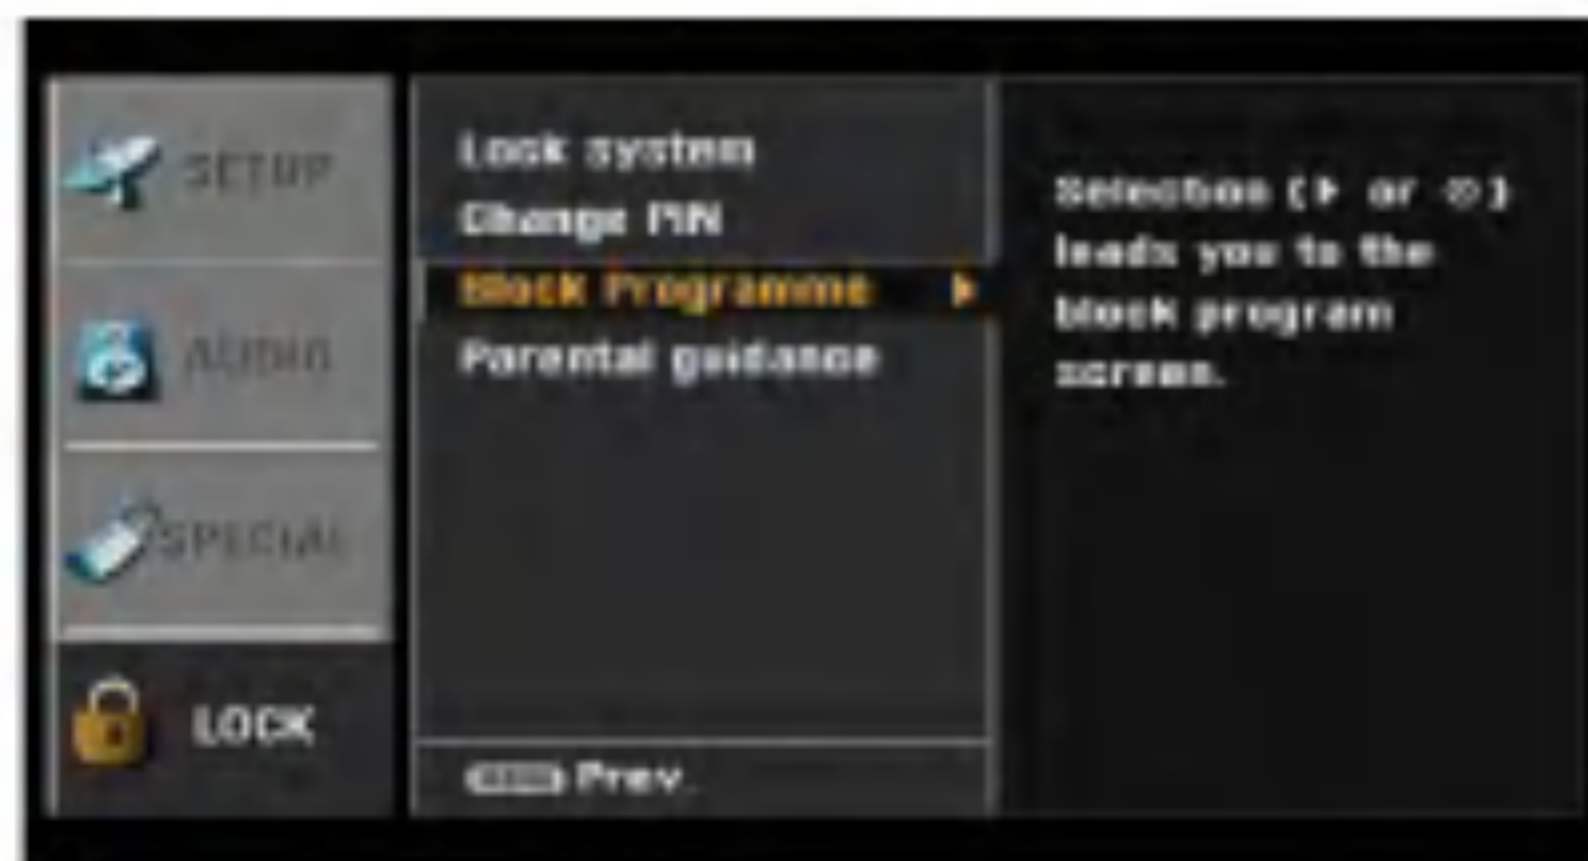 SETUP
AUDIO
SPECIAL
LOCK
Lock system
Change PIN
Block Programme
Parental guidance
Prev.
Selection (▶ or ⊙)
leads you to the
block program
screen.